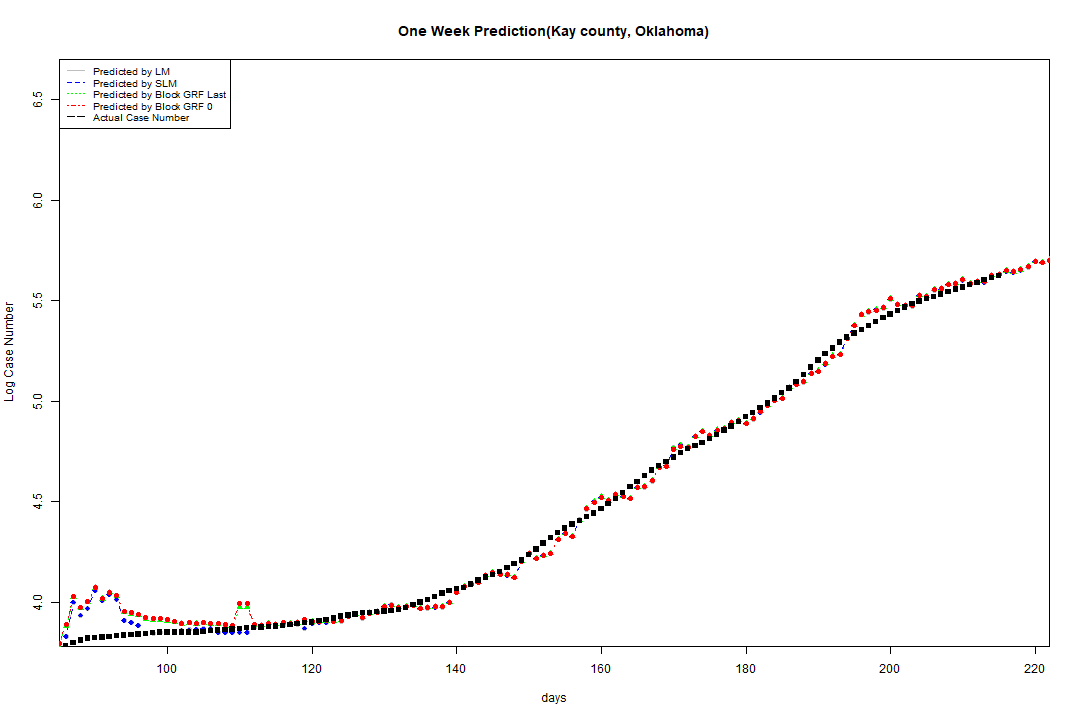 One Week Prediction(Kay county, Oklahoma)
Predicted by LM
Predicted by SLM
Predicted by Block GRF Last
Predicted by Block GRF 0
Actual Case Number
6.5
6.0
5.5
5.0
4.5
4.0
Log Case Number
100 120 140 160 180 200 220
days